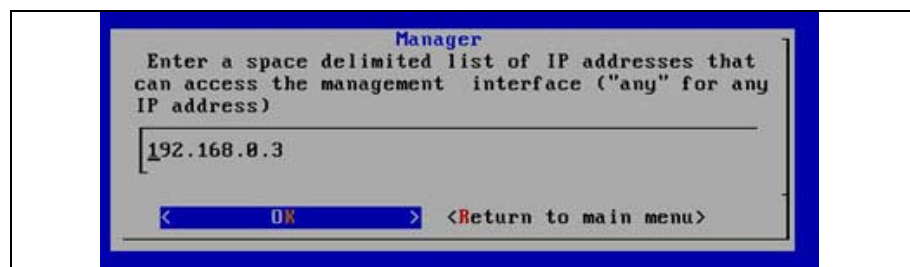 Manager
Enter a space delimited list of IP addresses that
can access the management interface ("any" for any
IP address)
192.168.0.3
< OK > <Return to main menu>